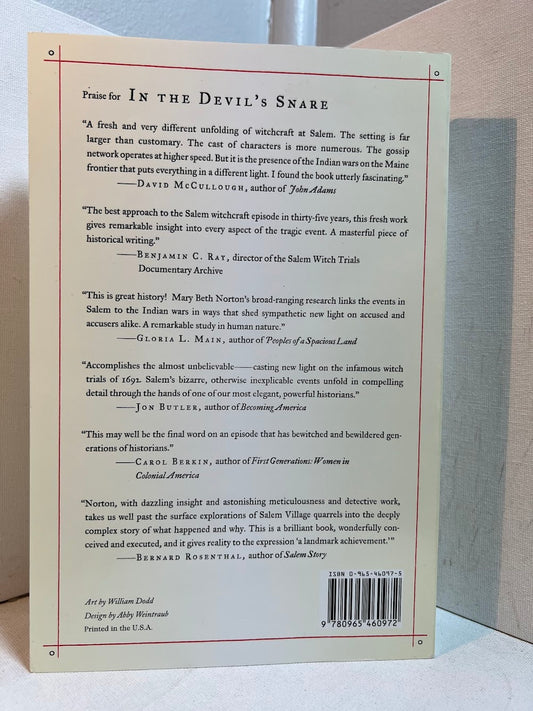 Praise for IN THE DEVIL'S SNARE
"A fresh and very different unfolding of witchcraft at Salem. The setting is far
larger than customary. The cast of characters is more numerous. The gossip
network operates at higher speed. But it is the presence of the Indian wars on the Maine
frontier that puts everything in a different light. I found the book utterly fascinating."
—DAVID McCULLOUGH, author of John Adams
"The best approach to the Salem witchcraft episode in thirty-five years, this fresh work
gives remarkable insight into every aspect of the tragic event. A masterful piece of
historical writing."
—BENJAMIN C. RAY, director of the Salem Witch Trials
Documentary Archive
"This is great history! Mary Beth Norton's broad-ranging research links the events in
Salem to the Indian wars in ways that shed sympathetic new light on accused and
accusers alike. A remarkable study in human nature."
—GLORIA L. MAIN, author of Peoples of a Spacious Land
"Accomplishes the almost unbelievable—casting new light on the infamous witch
trials of 1692. Salem's bizarre, otherwise inexplicable events unfold in compelling
detail through the hands of one of our most elegant, powerful historians."
—JON BUTLER, author of Becoming America
"This may well be the final word on an episode that has bewitched and bewildered gen-
erations of historians."
—CAROL BERKIN, author of First Generations: Women in
Colonial America
"Norton, with dazzling insight and astonishing meticulousness and detective work,
takes us well past the surface explorations of Salem Village quarrels into the deeply
complex story of what happened and why. This is a brilliant book, wonderfully con-
ceived and executed, and it gives reality to the expression 'a landmark achievement.'"
—BERNARD ROSENTHAL, author of Salem Story
ISBN 0-965-46097-5
Art by William Dodd
Design by Abby Weintraub
Printed in the U.S.A.
9 780965 460972